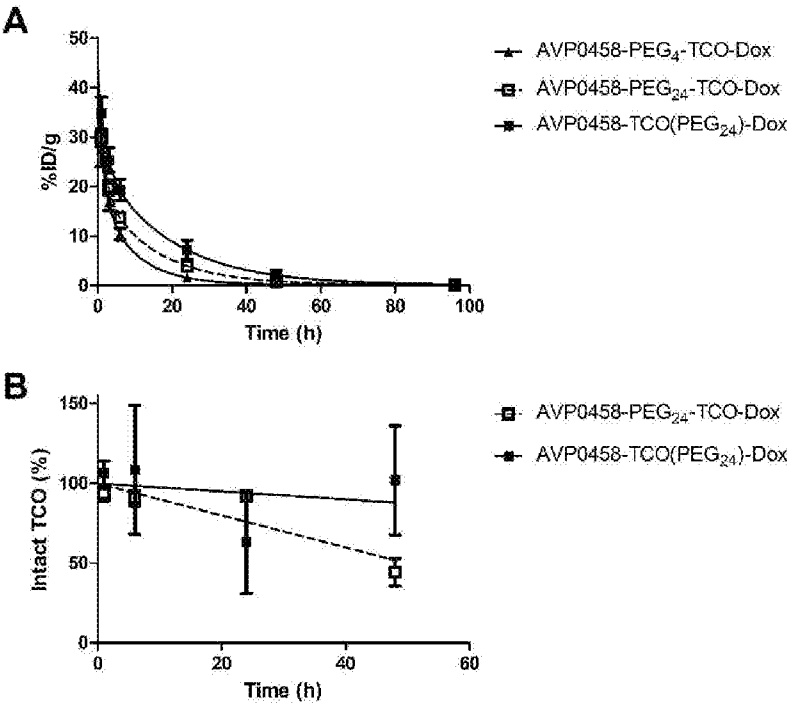 A
50
40
30
20
10
0
%ID/g
0 20 40 60 80 100
Time (h)
AVP0458-PEG4-TCO-Dox
AVP0458-PEG24-TCO-Dox
AVP0458-TCO(PEG24)-Dox
B
150
100
50
0
Intact TCO (%)
0 20 40 60
Time (h)
AVP0458-PEG24-TCO-Dox
AVP0458-TCO(PEG24)-Dox